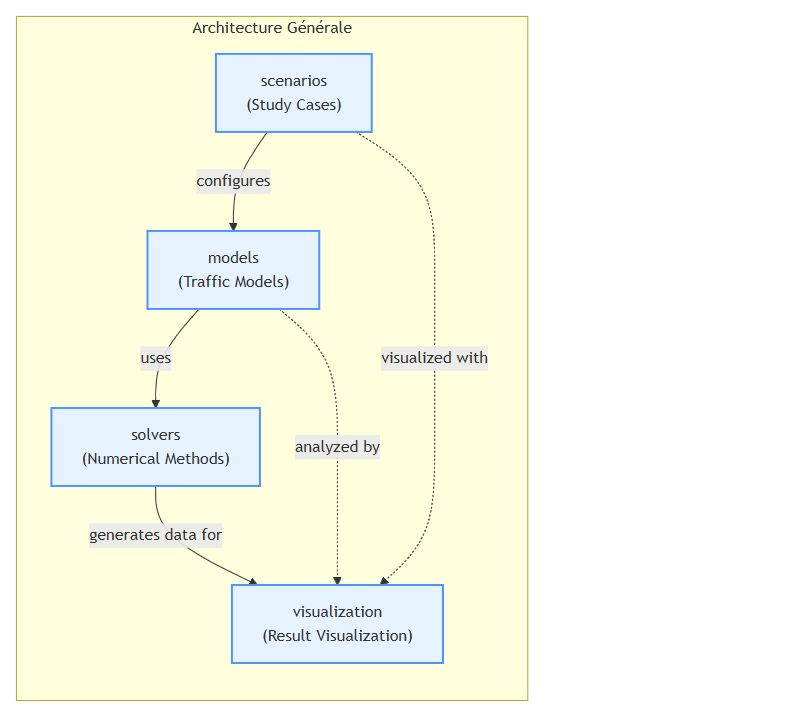 Architecture Générale
scenarios
(Study Cases)
configures
models
(Traffic Models)
uses
visualized with
solvers
(Numerical Methods)
analyzed by
generates data for
visualization
(Result Visualization)